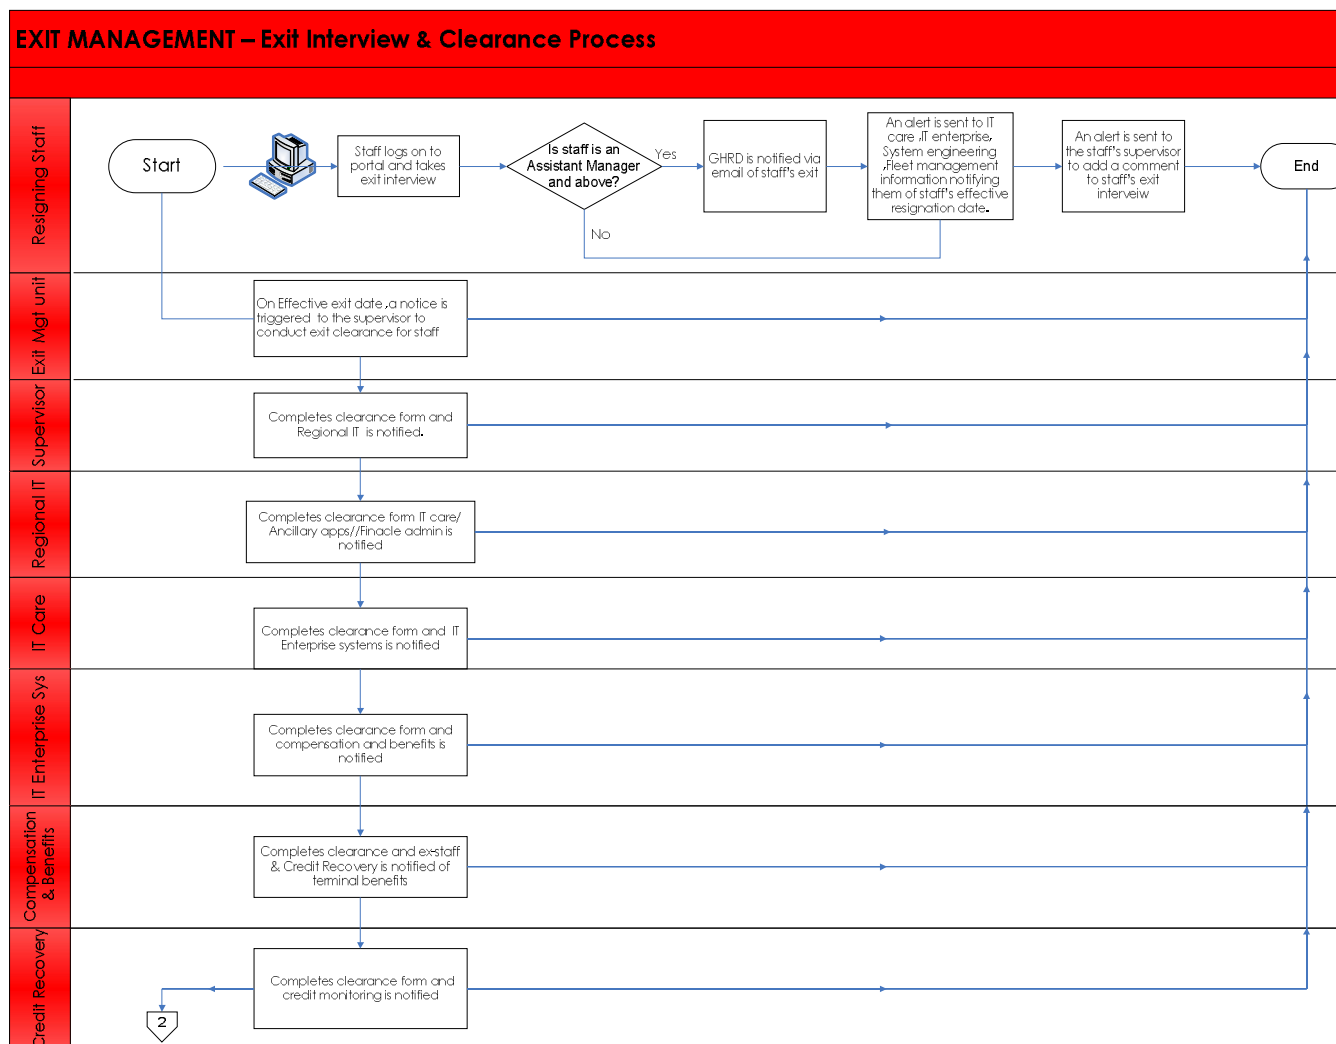 EXIT MANAGEMENT – Exit Interview & Clearance Process
Resigning Staff
Start
Staff logs on to
portal and takes
exit interview
Is staff is an
Assistant Manager
and above?
Yes
No
GHRD is notified via
email of staff's exit
An alert is sent to IT
care ,IT enterprise,
System engineering
,Fleet management
information notifying
them of staff's effective
resignation date.
An alert is sent to
the staff's supervisor
to add a comment
to staff's exit
interveiw
End
Exit Mgt unit
On Effective exit date ,a notice is
triggered to the supervisor to
conduct exit clearance for staff
Supervisor
Completes clearance form and
Regional IT is notified.
Regional IT
Completes clearance form IT care/
Ancillary apps//Finacle admin is
notified
IT Care
Completes clearance form and IT
Enterprise systems is notified
IT Enterprise Sys
Completes clearance form and
compensation and benefits is
notified
Compensation
& Benefits
Completes clearance and ex-staff
& Credit Recovery is notified of
terminal benefits
Credit Recovery
Completes clearance form and
credit monitoring is notified
2